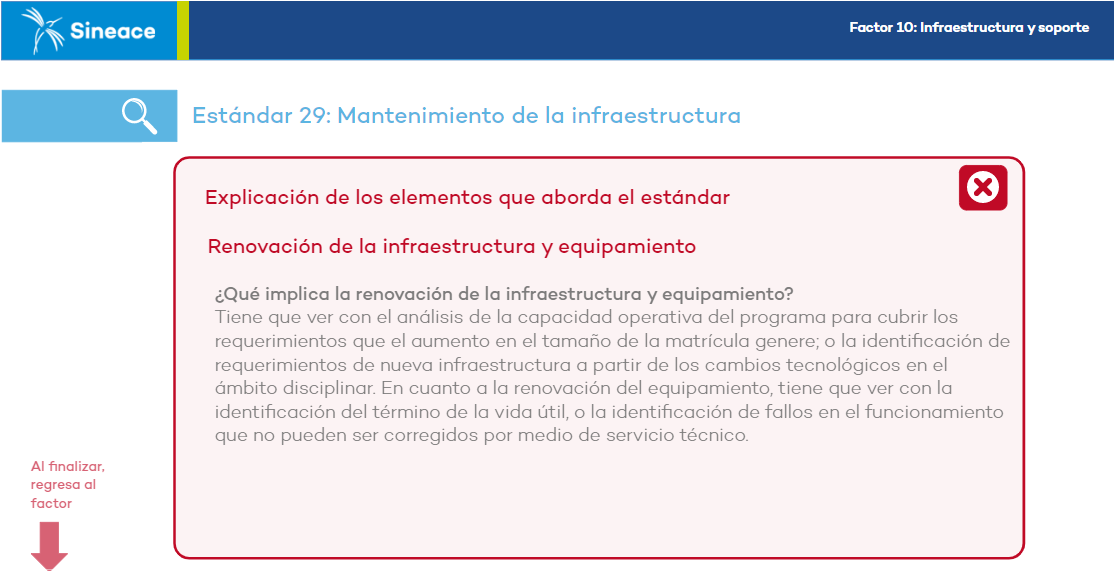 Sineace
Factor 10: Infraestructura y soporte
Estándar 29: Mantenimiento de la infraestructura
Explicación de los elementos que aborda el estándar
Renovación de la infraestructura y equipamiento
¿Qué implica la renovación de la infraestructura y equipamiento?
Tiene que ver con el análisis de la capacidad operativa del programa para cubrir los
requerimientos que el aumento en el tamaño de la matrícula genere; o la identificación de
requerimientos de nueva infraestructura a partir de los cambios tecnológicos en el
ámbito disciplinar. En cuanto a la renovación del equipamiento, tiene que ver con la
identificación del término de la vida útil, o la identificación de fallos en el funcionamiento
que no pueden ser corregidos por medio de servicio técnico.
Al finalizar,
regresa al
factor